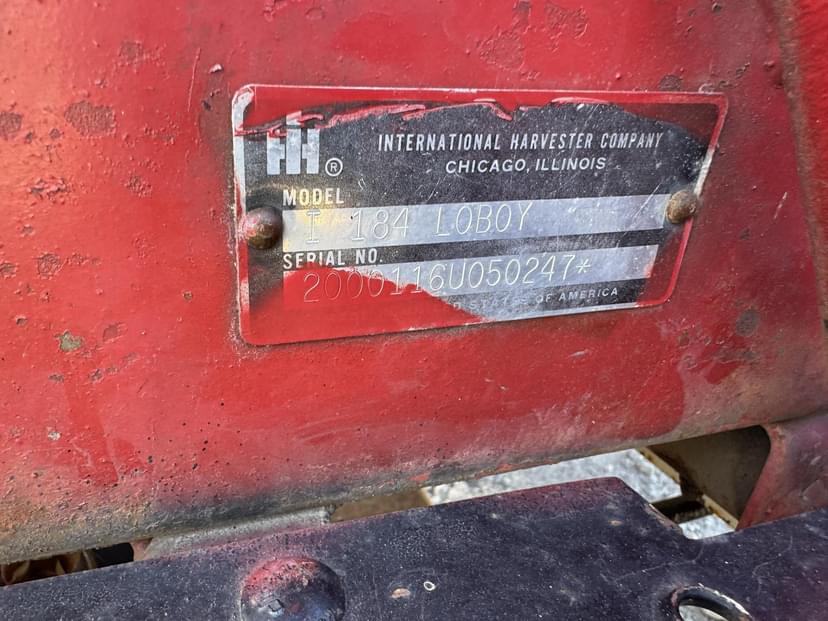 IH ®
INTERNATIONAL HARVESTER COMPANY
CHICAGO, ILLINOIS
MODEL
I 184 LOBOY
SERIAL NO.
2000116U050247*
STATES OF AMERICA